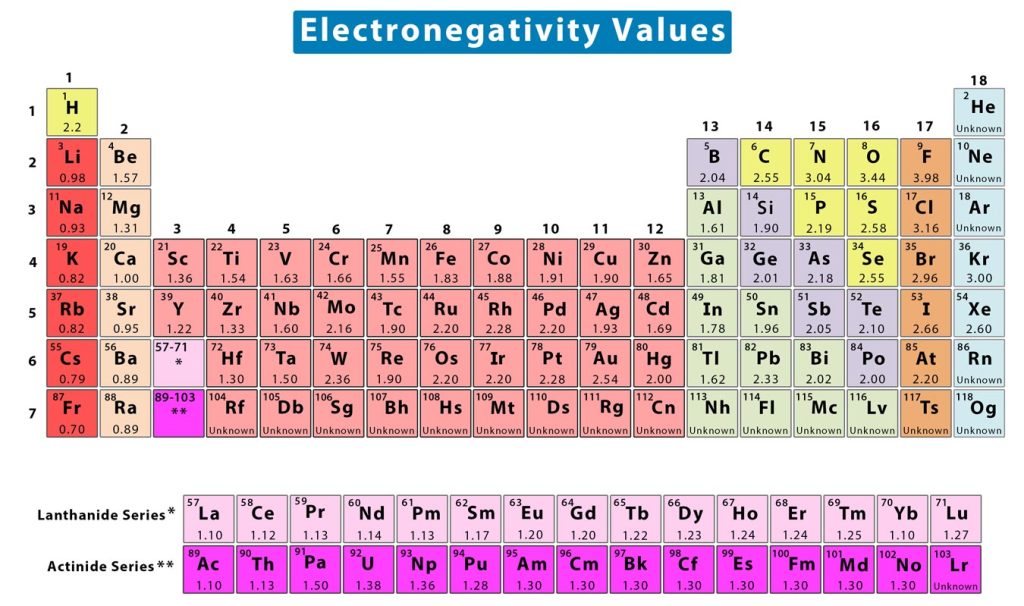 Electronegativity Values
1 18
1 1 H 2.2 2 He Unknown
2 13 14 15 16 17
2 3 Li 0.98 4 Be 1.57 5 B 2.04 6 C 2.55 7 N 3.04 8 O 3.44 9 F 3.98 10 Ne Unknown
3 11 Na 0.93 12 Mg 1.31 13 Al 1.61 14 Si 1.90 15 P 2.19 16 S 2.58 17 Cl 3.16 18 Ar Unknown
3 4 5 6 7 8 9 10 11 12
4 19 K 0.82 20 Ca 1.00 21 Sc 1.36 22 Ti 1.54 23 V 1.63 24 Cr 1.66 25 Mn 1.55 26 Fe 1.83 27 Co 1.88 28 Ni 1.91 29 Cu 1.90 30 Zn 1.65 31 Ga 1.81 32 Ge 2.01 33 As 2.18 34 Se 2.55 35 Br 2.96 36 Kr 3.00
5 37 Rb 0.82 38 Sr 0.95 39 Y 1.22 40 Zr 1.33 41 Nb 1.60 42 Mo 2.16 43 Tc 1.90 44 Ru 2.20 45 Rh 2.28 46 Pd 2.20 47 Ag 1.93 48 Cd 1.69 49 In 1.78 50 Sn 1.96 51 Sb 2.05 52 Te 2.10 53 I 2.66 54 Xe 2.60
6 55 Cs 0.79 56 Ba 0.89 57-71 * 72 Hf 1.30 73 Ta 1.50 74 W 2.36 75 Re 1.90 76 Os 2.20 77 Ir 2.20 78 Pt 2.28 79 Au 2.54 80 Hg 2.00 81 Tl 1.62 82 Pb 2.33 83 Bi 2.02 84 Po 2.00 85 At 2.20 86 Rn Unknown
7 87 Fr 0.70 88 Ra 0.89 89-103 ** 104 Rf Unknown 105 Db Unknown 106 Sg Unknown 107 Bh Unknown 108 Hs Unknown 109 Mt Unknown 110 Ds Unknown 111 Rg Unknown 112 Cn Unknown 113 Nh Unknown 114 Fl Unknown 115 Mc Unknown 116 Lv Unknown 117 Ts Unknown 118 Og Unknown
Lanthanide Series* 57 La 1.10 58 Ce 1.12 59 Pr 1.13 60 Nd 1.14 61 Pm 1.13 62 Sm 1.17 63 Eu 1.20 64 Gd 1.20 65 Tb 1.22 66 Dy 1.23 67 Ho 1.24 68 Er 1.24 69 Tm 1.25 70 Yb 1.10 71 Lu 1.27
Actinide Series** 89 Ac 1.10 90 Th 1.13 91 Pa 1.50 92 U 1.38 93 Np 1.36 94 Pu 1.28 95 Am 1.30 96 Cm 1.30 97 Bk 1.30 98 Cf 1.30 99 Es 1.30 100 Fm 1.30 101 Md 1.30 102 No 1.30 103 Lr Unknown